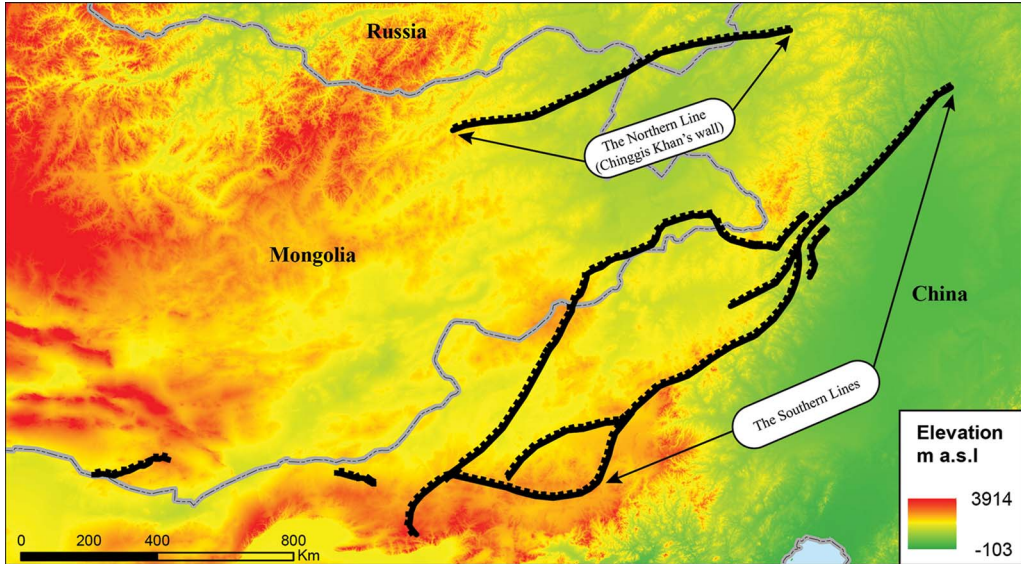 Russia
The Northern Line
(Chinggis Khan's wall)
Mongolia
China
The Southern Lines
Elevation
m a.s.l
3914
-103
0 200 400 800
Km